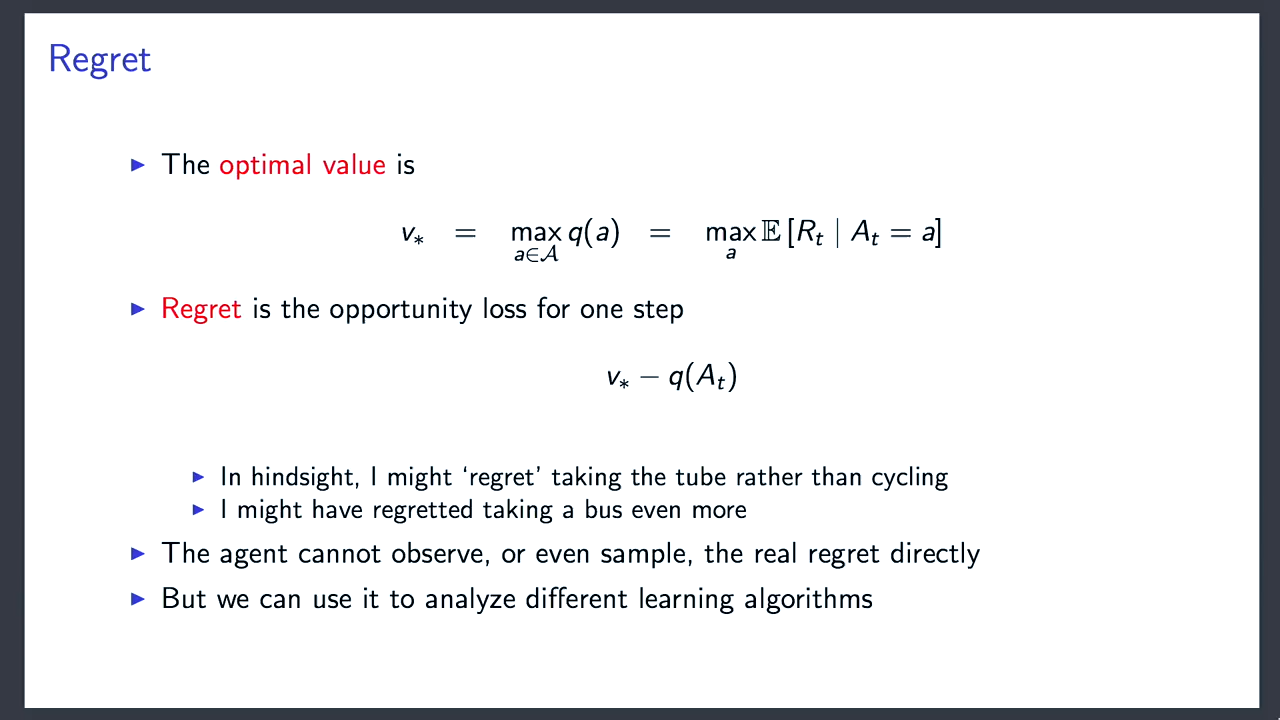 Regret
▶ The optimal value is
v∗ = max q(a) = max 𝔼 [Rt | At = a]
a∈𝒜 a
▶ Regret is the opportunity loss for one step
v∗ − q(At)
▶ In hindsight, I might ‘regret’ taking the tube rather than cycling
▶ I might have regretted taking a bus even more
▶ The agent cannot observe, or even sample, the real regret directly
▶ But we can use it to analyze different learning algorithms